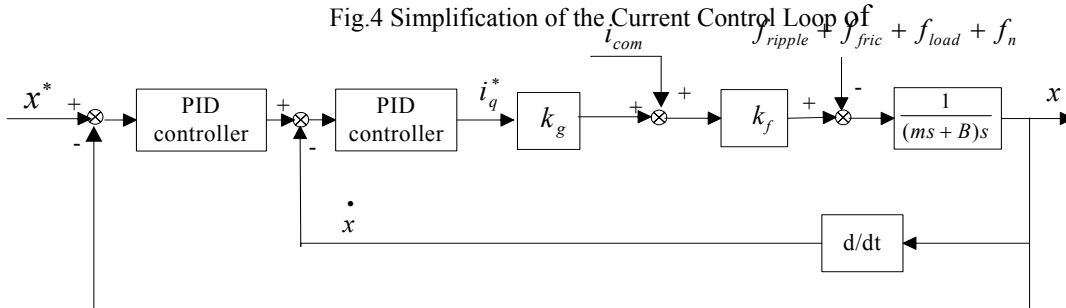 Fig.4 Simplification of the Current Control Loop of
i_com
f_ripple + f_fric + f_load + f_n
x*
+
-
PID controller
+
-
PID controller
i_q*
k_g
+
+
k_f
+
-
1
(ms + B)s
x
ẋ
d/dt